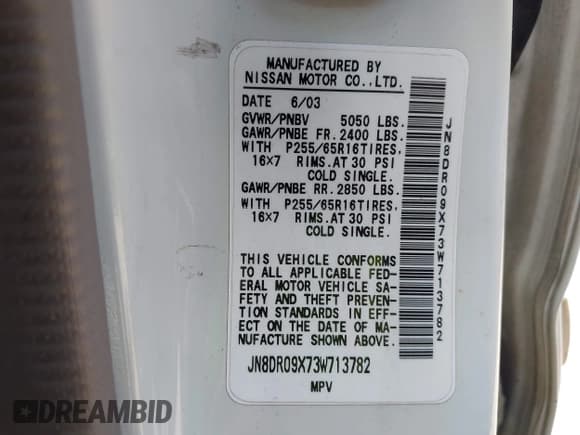 MANUFACTURED BY
NISSAN MOTOR CO.,LTD.
DATE 6/03
GVWR/PNBV 5050 LBS.
GAWR/PNBE FR. 2400 LBS.
WITH P255/65R16TIRES.
16×7 RIMS.AT 30 PSI
COLD SINGLE.
GAWR/PNBE RR. 2850 LBS.
WITH P255/65R16TIRES.
16×7 RIMS.AT 30 PSI
COLD SINGLE.
THIS VEHICLE CONFORMS
TO ALL APPLICABLE FED-
ERAL MOTOR VEHICLE SA-
FETY AND THEFT PREVEN-
TION STANDARDS IN EFF-
ECT ON THE DATE OF MA-
NUFACTURE SHOWN ABOVE.
JN8DR09X73W713782
MPV
JN8DR09X73W713782
DREAMBID